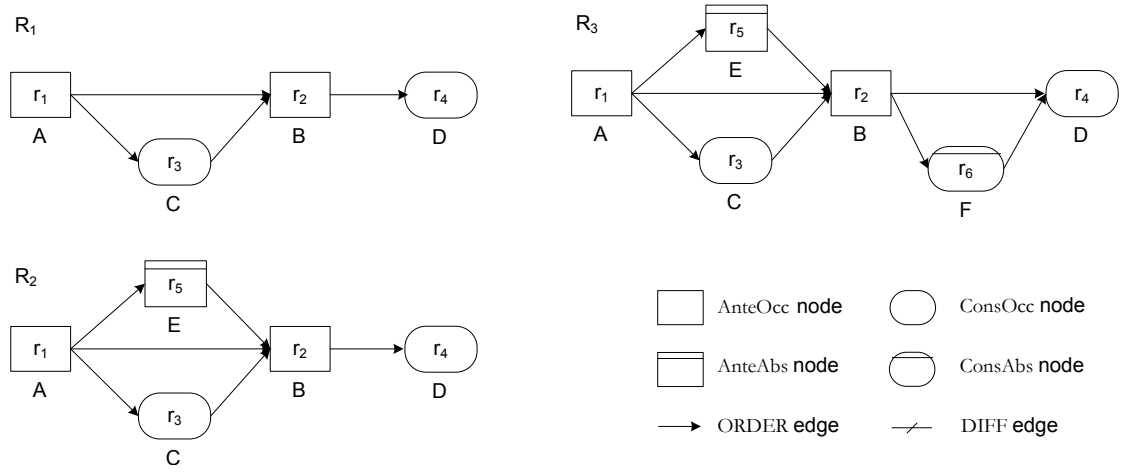 R1
r1
r2
r4
A
B
D
r3
C
R3
r5
E
r1
r2
r4
A
B
D
r3
r6
C
F
R2
r5
E
r1
r2
r4
A
B
D
r3
C
AnteOcc node
ConsOcc node
AnteAbs node
ConsAbs node
ORDER edge
DIFF edge